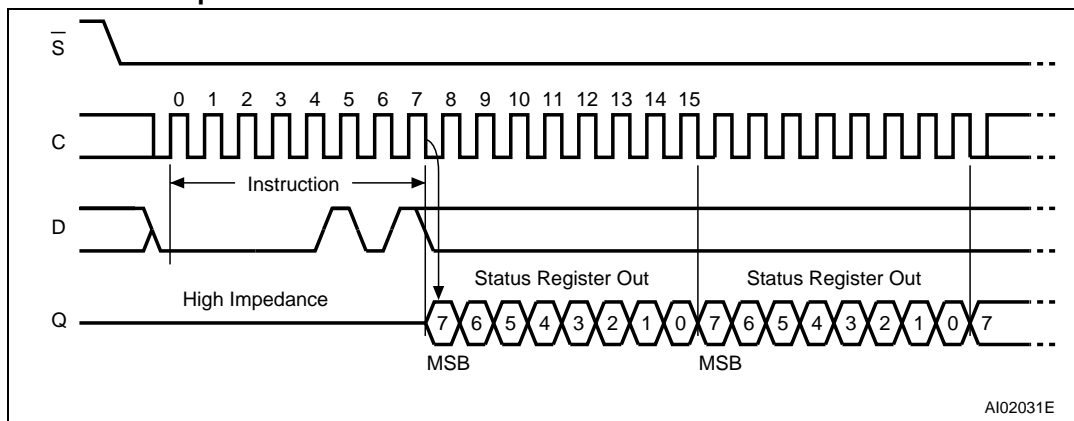 S
0 1 2 3 4 5 6 7 8 9 10 11 12 13 14 15
C
Instruction
D
Status Register Out Status Register Out
High Impedance
Q 7 6 5 4 3 2 1 0 7 6 5 4 3 2 1 0 7
MSB MSB
AI02031E